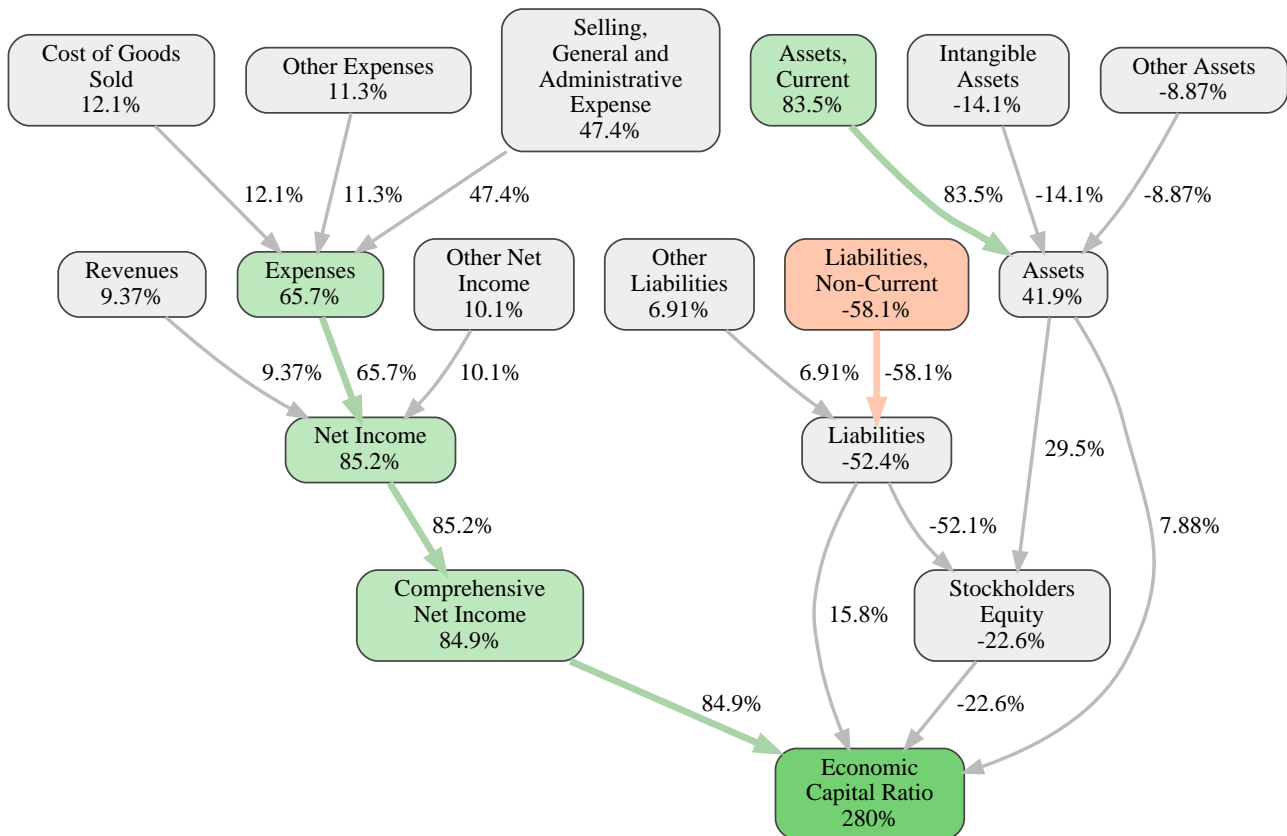 Cost of Goods
Sold
12.1%
Other Expenses
11.3%
Selling,
General and
Administrative
Expense
47.4%
Assets,
Current
83.5%
Intangible
Assets
-14.1%
Other Assets
-8.87%
12.1%
11.3%
47.4%
83.5%
-14.1%
-8.87%
Revenues
9.37%
Expenses
65.7%
Other Net
Income
10.1%
Other
Liabilities
6.91%
Liabilities,
Non-Current
-58.1%
Assets
41.9%
9.37%
65.7%
10.1%
6.91%
-58.1%
Net Income
85.2%
Liabilities
-52.4%
29.5%
85.2%
-52.1%
7.88%
Comprehensive
Net Income
84.9%
15.8%
Stockholders
Equity
-22.6%
84.9%
-22.6%
Economic
Capital Ratio
280%